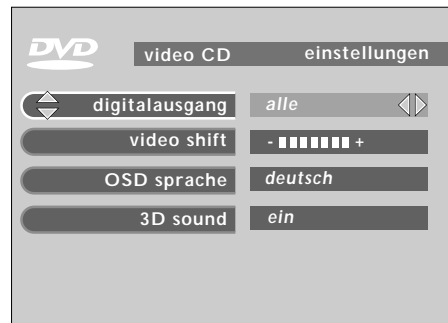 DVD
video CD einstellungen
digitalausgang alle
video shift - +
OSD sprache deutsch
3D sound ein